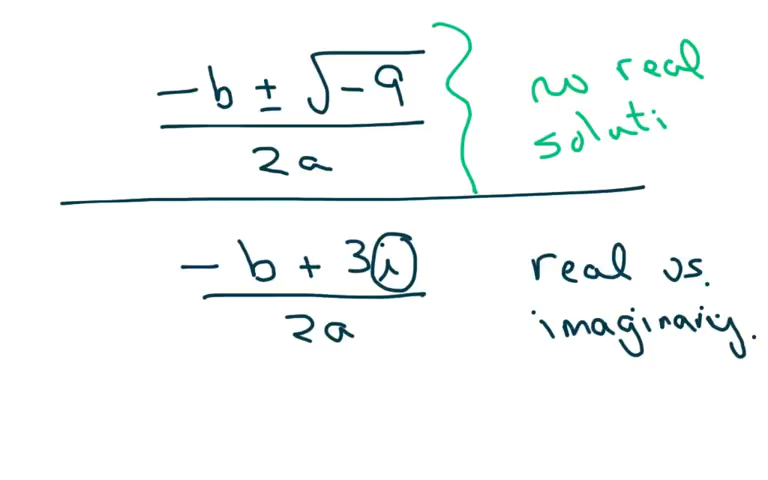 -b ± √-9
2a
no real
soluti
-b + 3i
2a
real vs.
imaginary.